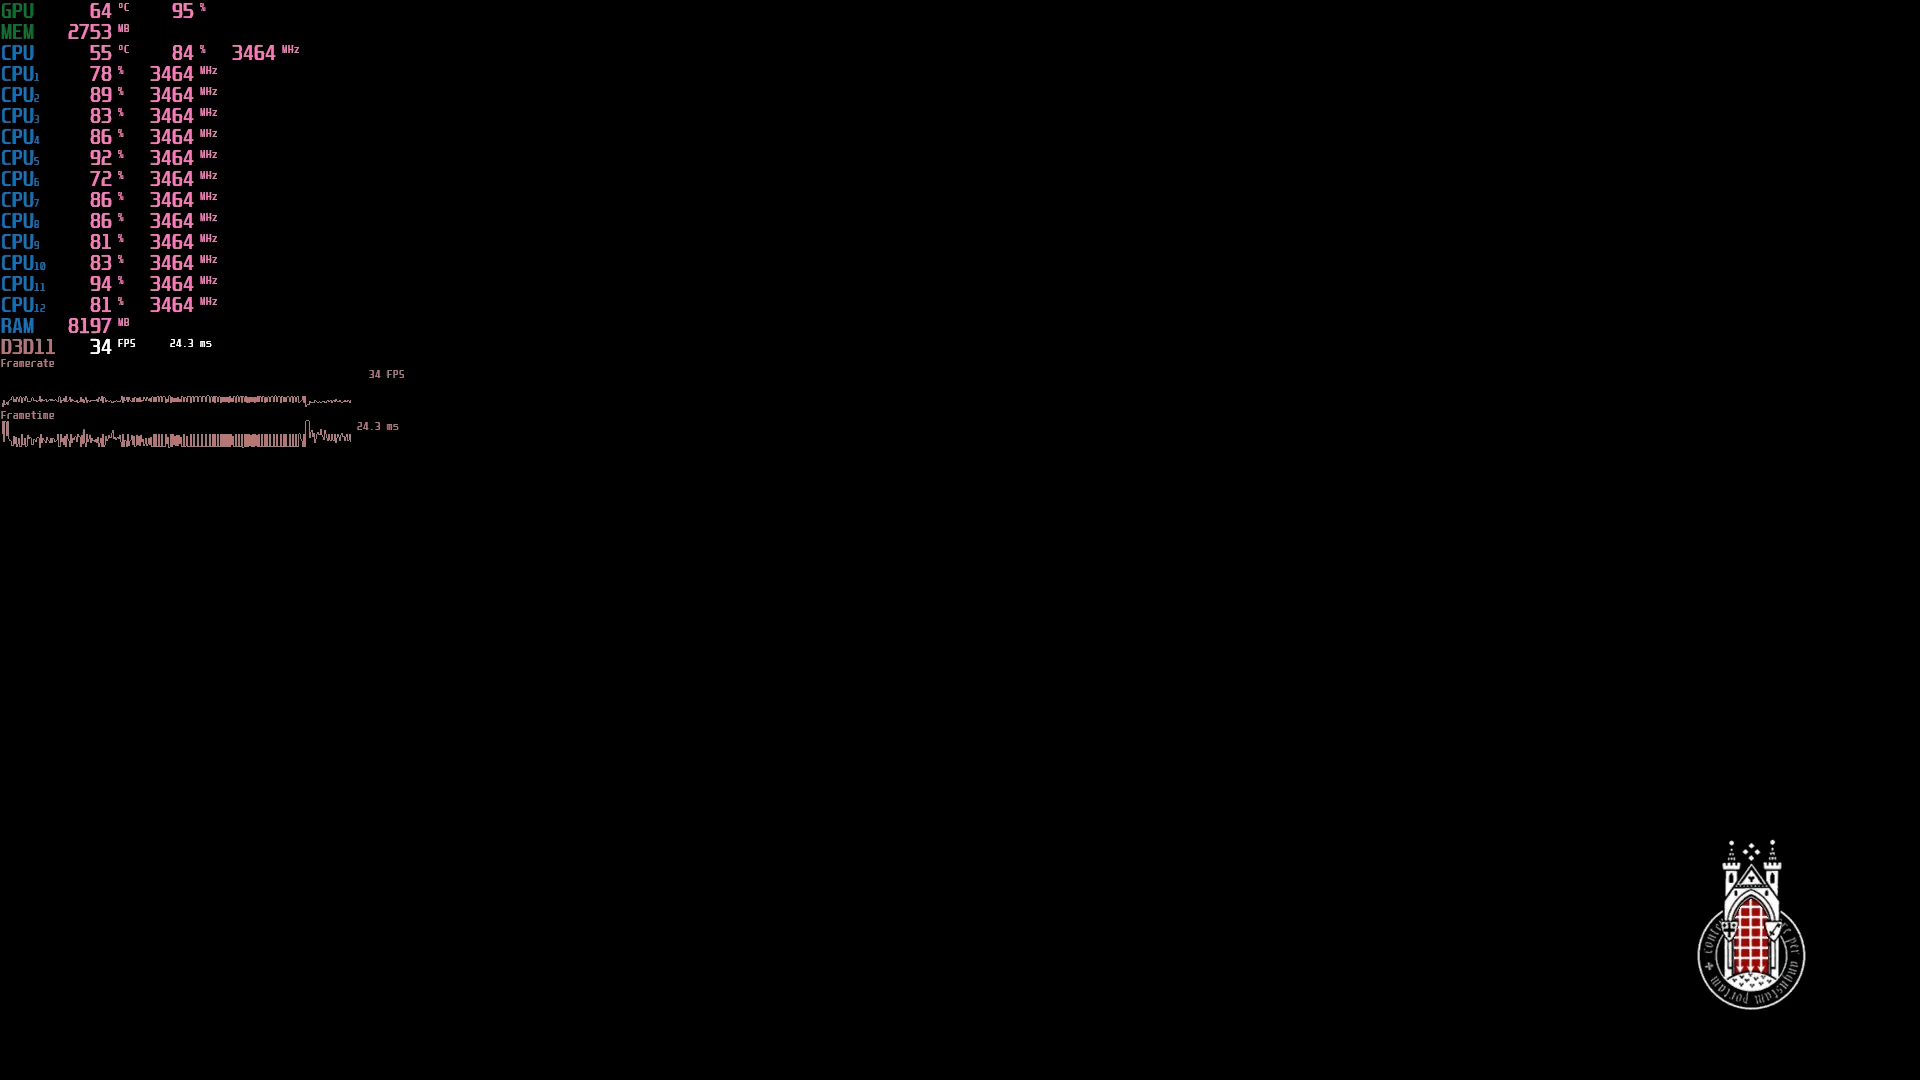 GPU 64 °C 95 %
MEM 2753 MB
CPU 55 °C 84 % 3464 MHz
CPU1 78 % 3464 MHz
CPU2 89 % 3464 MHz
CPU3 83 % 3464 MHz
CPU4 86 % 3464 MHz
CPU5 92 % 3464 MHz
CPU6 72 % 3464 MHz
CPU7 86 % 3464 MHz
CPU8 86 % 3464 MHz
CPU9 81 % 3464 MHz
CPU10 83 % 3464 MHz
CPU11 94 % 3464 MHz
CPU12 81 % 3464 MHz
RAM 8197 MB
D3D11 34 FPS 24.3 ms
Framerate
34 FPS
Frametime
24.3 ms
per angustam portam